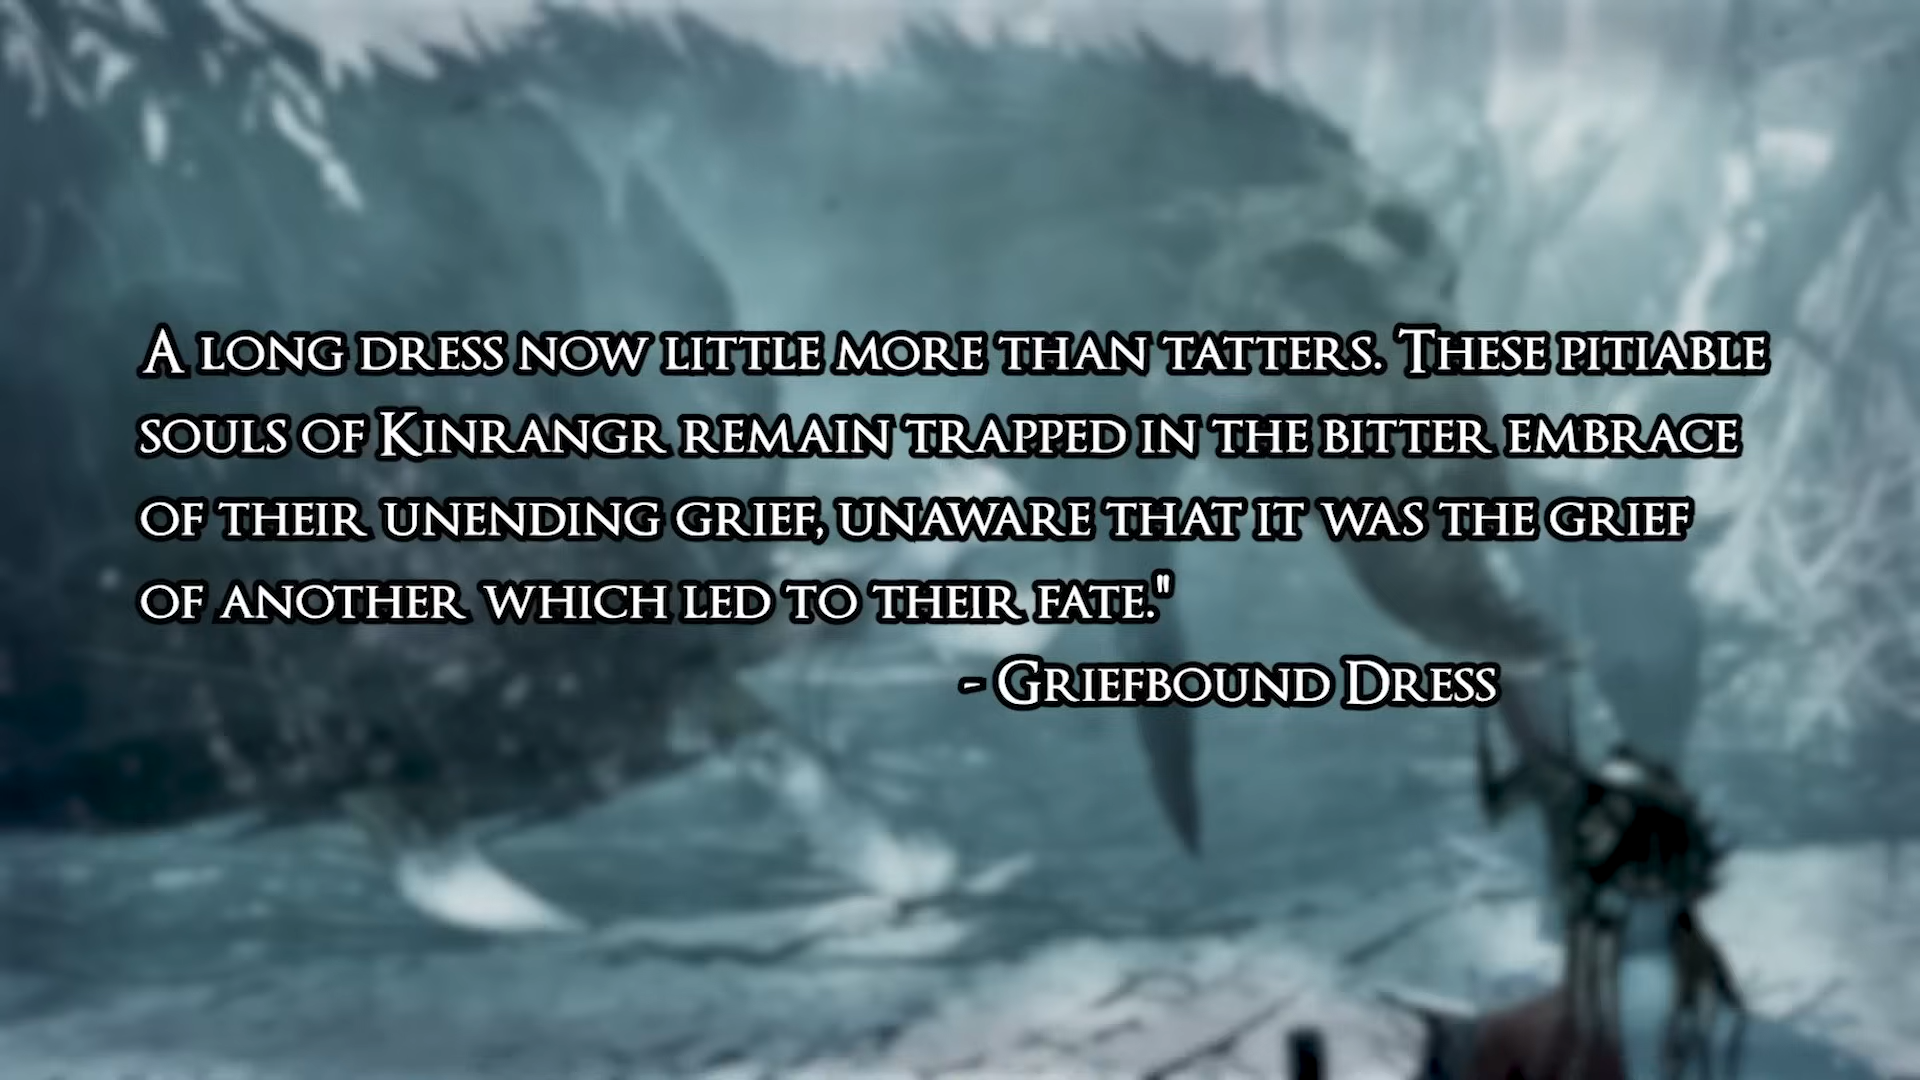 A long dress now little more than tatters. These pitiable
souls of Kinrangr remain trapped in the bitter embrace
of their unending grief, unaware that it was the grief
of another which led to their fate."
- Griefbound Dress